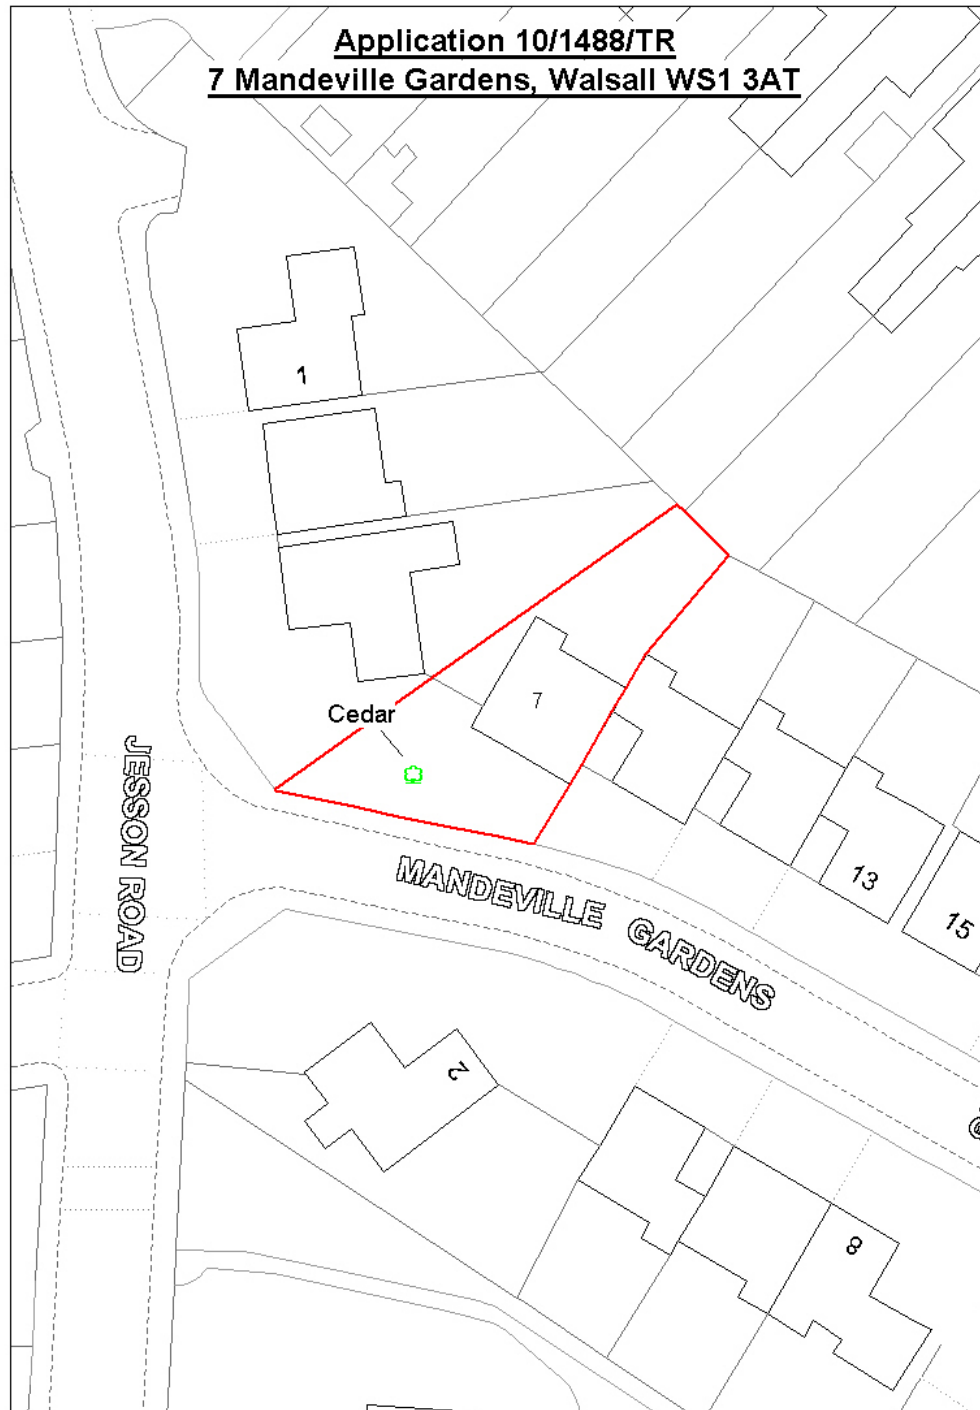 Application 10/1488/TR
7 Mandeville Gardens, Walsall WS1 3AT
1
Cedar
7
JESSON ROAD
MANDEVILLE GARDENS
13
15
2
8